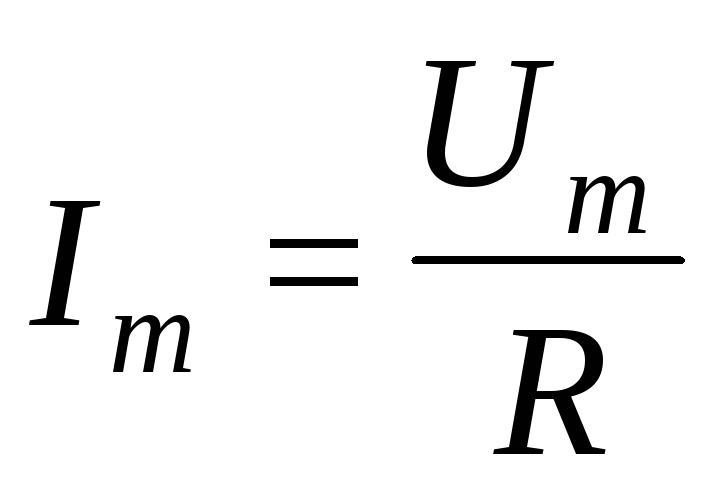 I_m = U_m / R